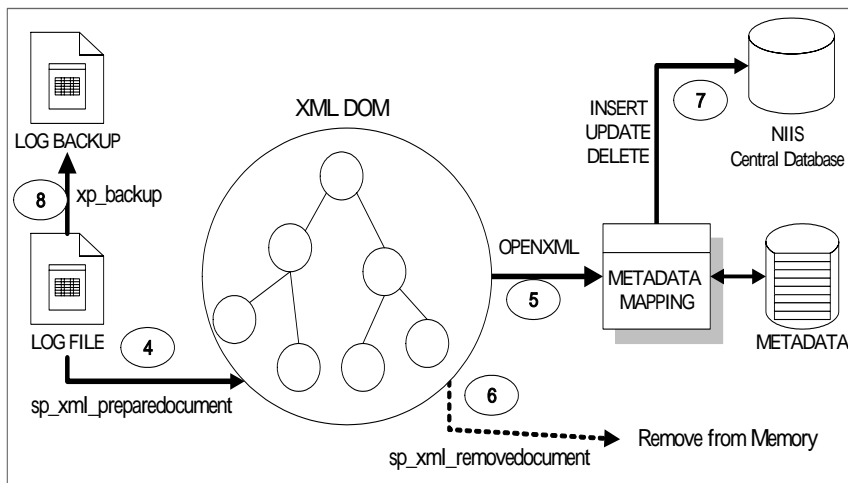 XML DOM
LOG BACKUP
8
xp_backup
LOG FILE
4
sp_xml_preparedocument
OPENXML
5
6
sp_xml_removedocument
Remove from Memory
INSERT
UPDATE
DELETE
7
NIIS
Central Database
METADATA
MAPPING
METADATA